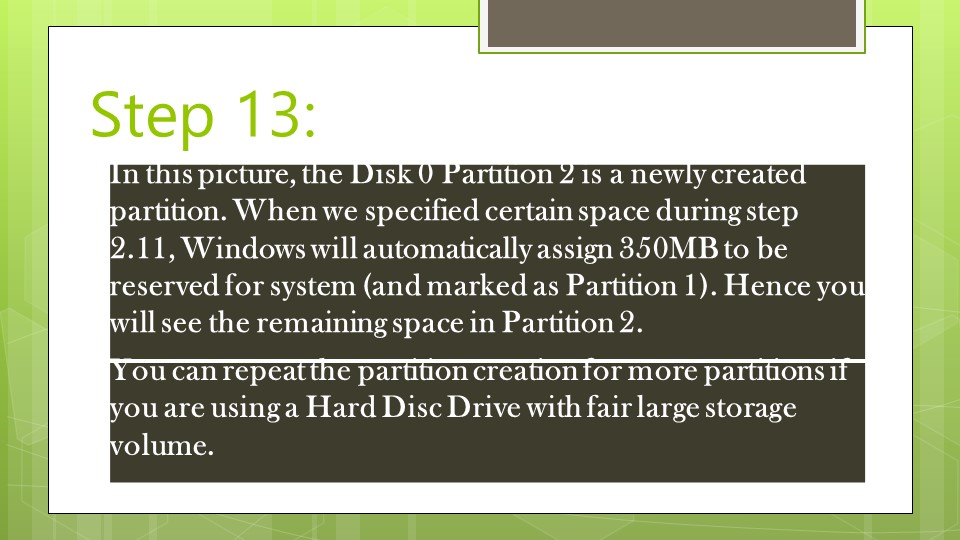 Step 13:
In this picture, the Disk 0 Partition 2 is a newly created
partition. When we specified certain space during step
2.11, Windows will automatically assign 350MB to be
reserved for system (and marked as Partition 1). Hence you
will see the remaining space in Partition 2.
You can repeat the partition creation for more partitions if
you are using a Hard Disc Drive with fair large storage
volume.